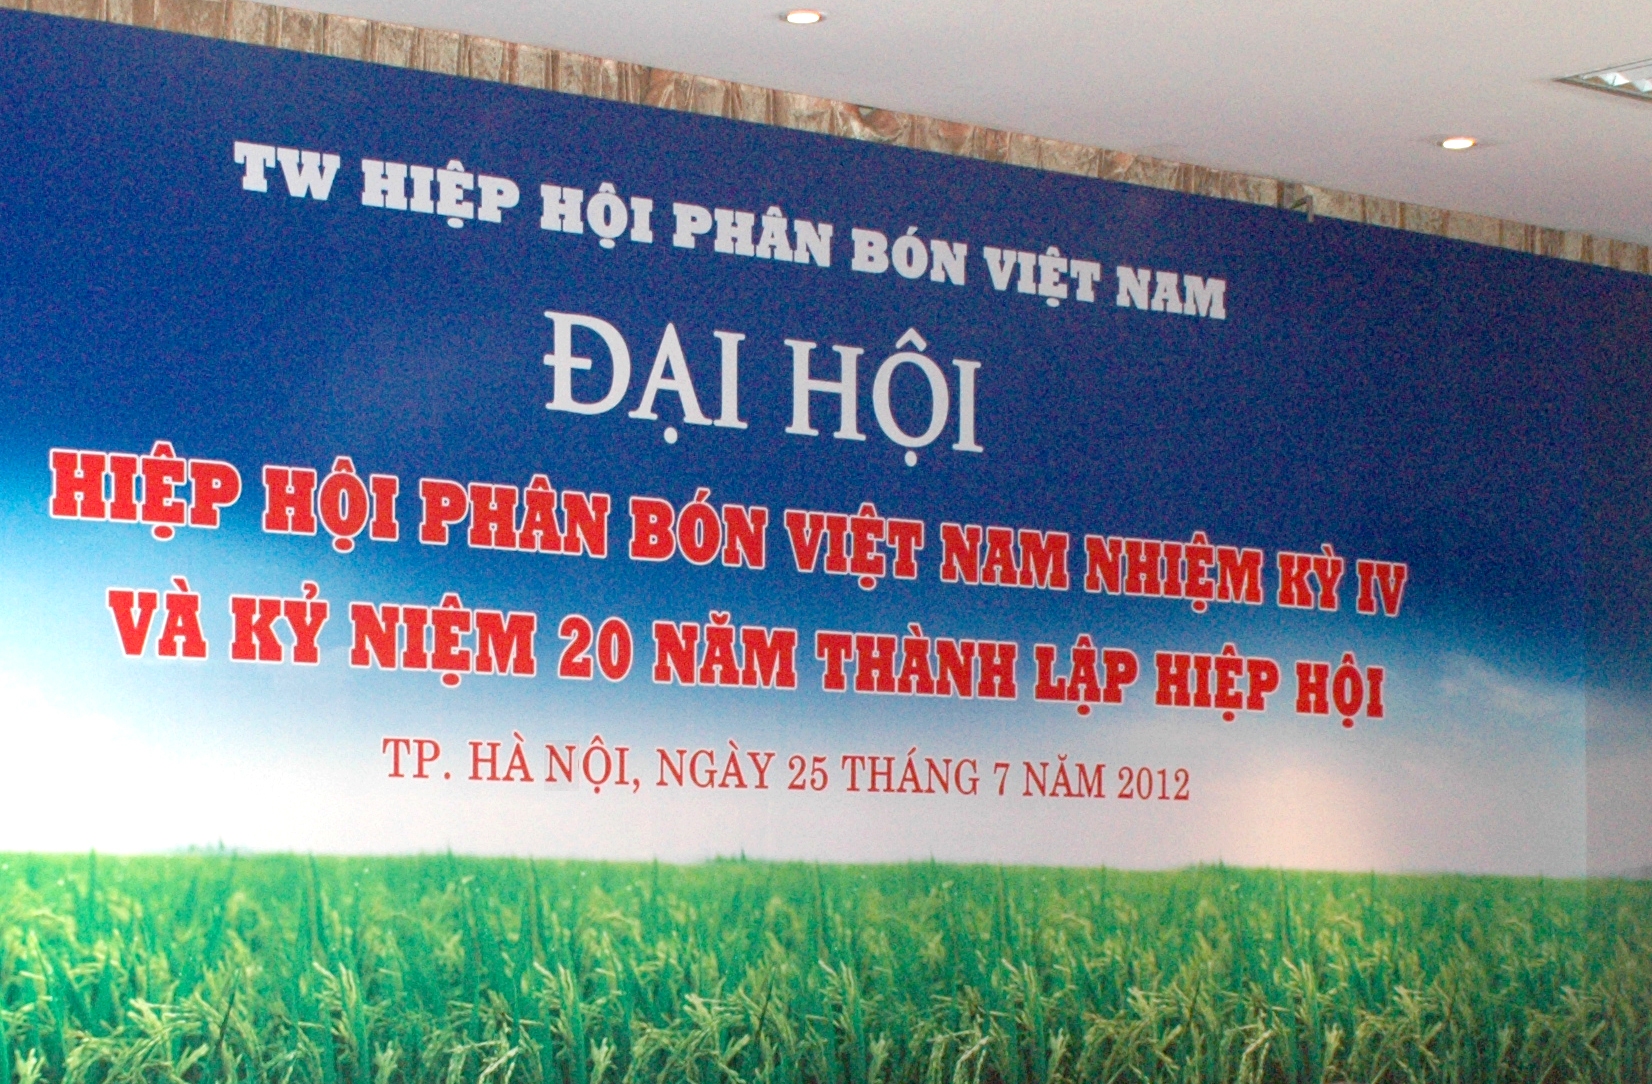 TW HIỆP HỘI PHÂN BÓN VIỆT NAM
ĐẠI HỘI
HIỆP HỘI PHÂN BÓN VIỆT NAM NHIỆM KỲ IV
VÀ KỶ NIỆM 20 NĂM THÀNH LẬP HIỆP HỘI
TP. HÀ NỘI, NGÀY 25 THÁNG 7 NĂM 2012